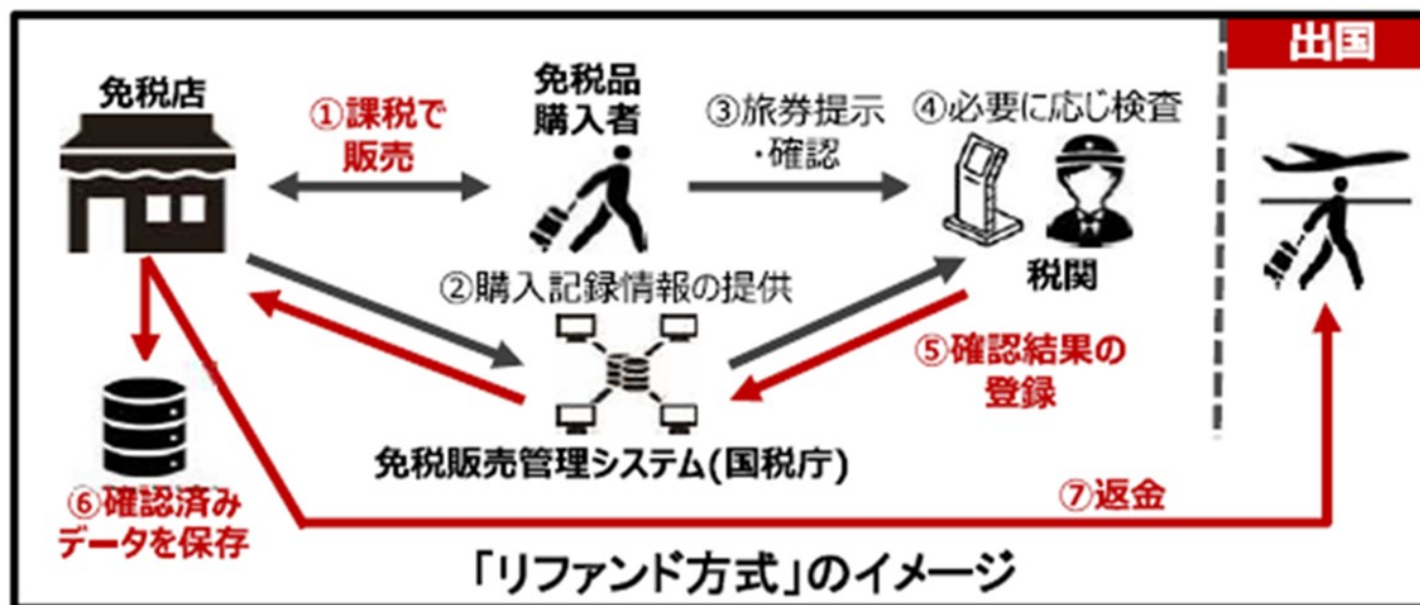 出国
免税店
①課税で
販売
免税品
購入者
③旅券提示
・確認
④必要に応じ検査
税関
②購入記録情報の提供
⑤確認結果の
登録
免税販売管理システム(国税庁)
⑥確認済み
データを保存
⑦返金
「リファンド方式」のイメージ